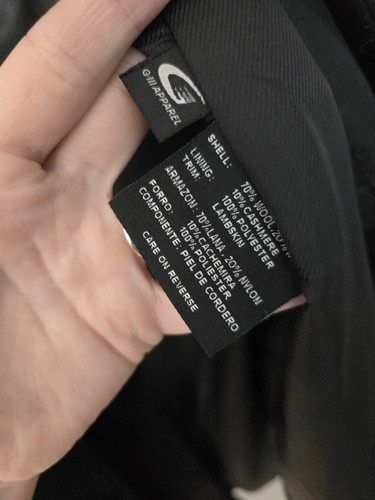 G-III APPAREL
SHELL: 70% WOOL 20%
10% CASHMERE
LINING: 100% POLYESTER
TRIM: LAMBSKIN
ARMAZON: 70% LANA, 20% NYLON
10% CACHEMIRA
FORRO: 100% POLIESTER
COMPONENTE: PIEL DE CORDERO
CARE ON REVERSE